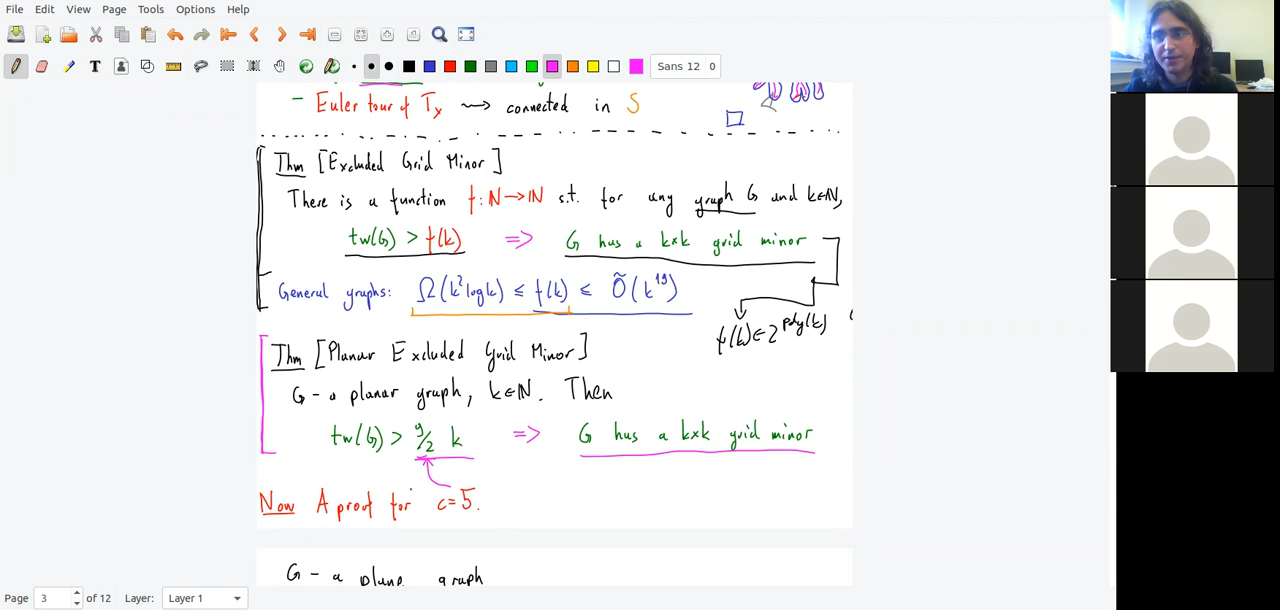 File Edit View Page Tools Options Help
Sans 12 0
– Euler tour of Tₓ ⇝ connected in S
Thm [Excluded Grid Minor]
There is a function f: ℕ → ℕ s.t. for any graph G and k∈ℕ,
tw(G) > f(k) ⇒ G has a k×k grid minor
General graphs: Ω(k² log k) ≤ f(k) ≤ Õ(k¹⁹)
f(k) ∈ 2^poly(k)
Thm [Planar Excluded Grid Minor]
G – a planar graph, k∈ℕ. Then
tw(G) > 9/2 k ⇒ G has a k×k grid minor
Now A proof for c=5.
G – a plane graph
Page 3 of 12 Layer: Layer 1